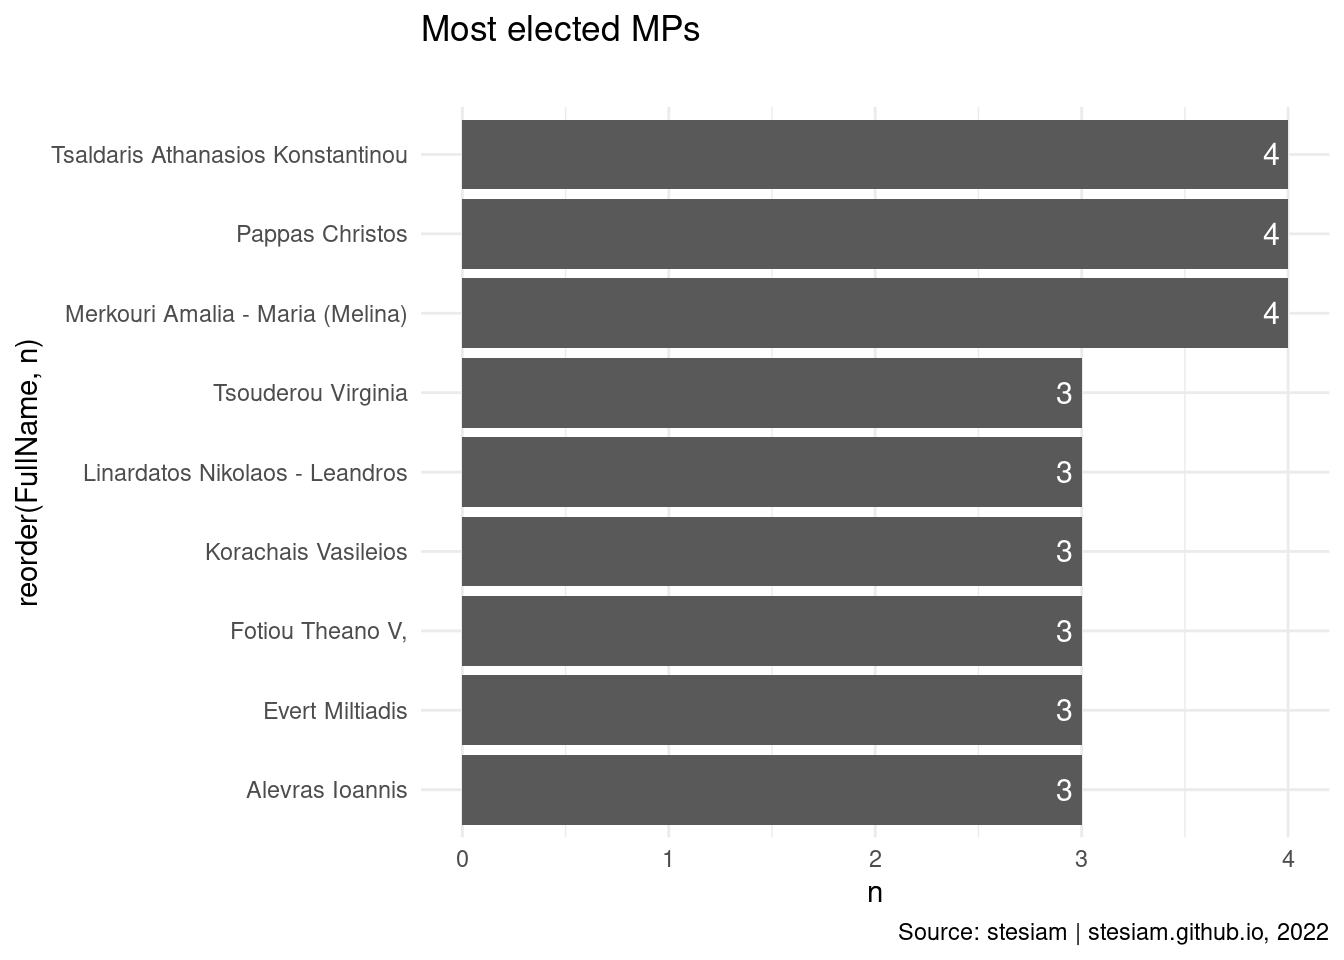 Most elected MPs
Tsaldaris Athanasios Konstantinou
4
Pappas Christos
4
Merkouri Amalia - Maria (Melina)
4
Tsouderou Virginia
3
Linardatos Nikolaos - Leandros
3
Korachais Vasileios
3
Fotiou Theano V,
3
Evert Miltiadis
3
Alevras Ioannis
3
reorder(FullName, n)
0 1 2 3 4
n
Source: stesiam | stesiam.github.io, 2022